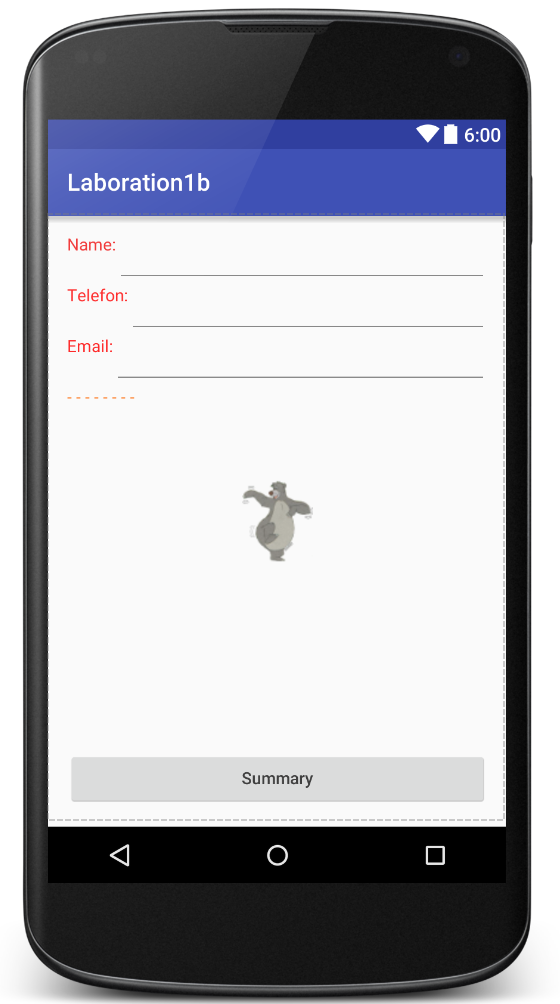 6:00
Laboration1b
Name:
Telefon:
Email:
--------
Summary